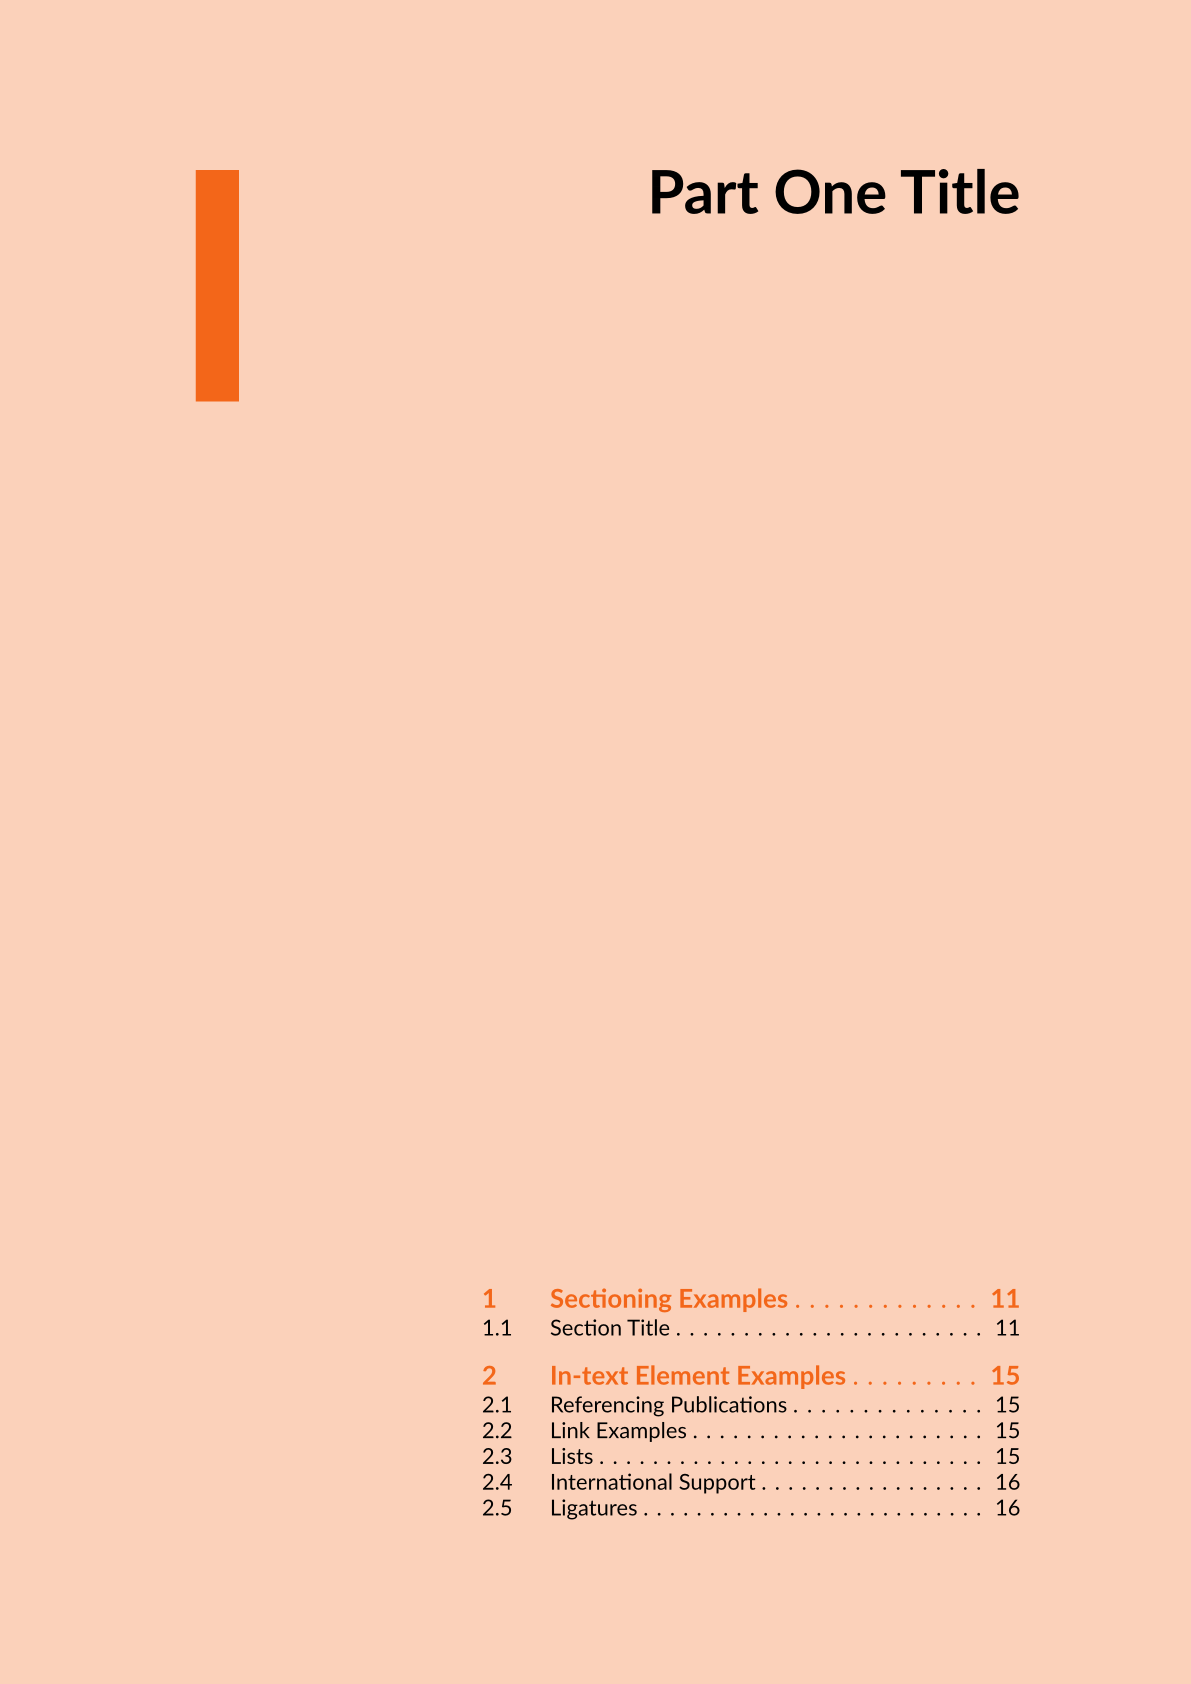 I
Part One Title
1 Sectioning Examples . . . . . . . . . . . . . 11
1.1 Section Title . . . . . . . . . . . . . . . . . . . . . . . 11
2 In-text Element Examples . . . . . . . . . 15
2.1 Referencing Publications . . . . . . . . . . . . . . 15
2.2 Link Examples . . . . . . . . . . . . . . . . . . . . . . 15
2.3 Lists . . . . . . . . . . . . . . . . . . . . . . . . . . . . . 15
2.4 International Support . . . . . . . . . . . . . . . . . 16
2.5 Ligatures . . . . . . . . . . . . . . . . . . . . . . . . . . 16